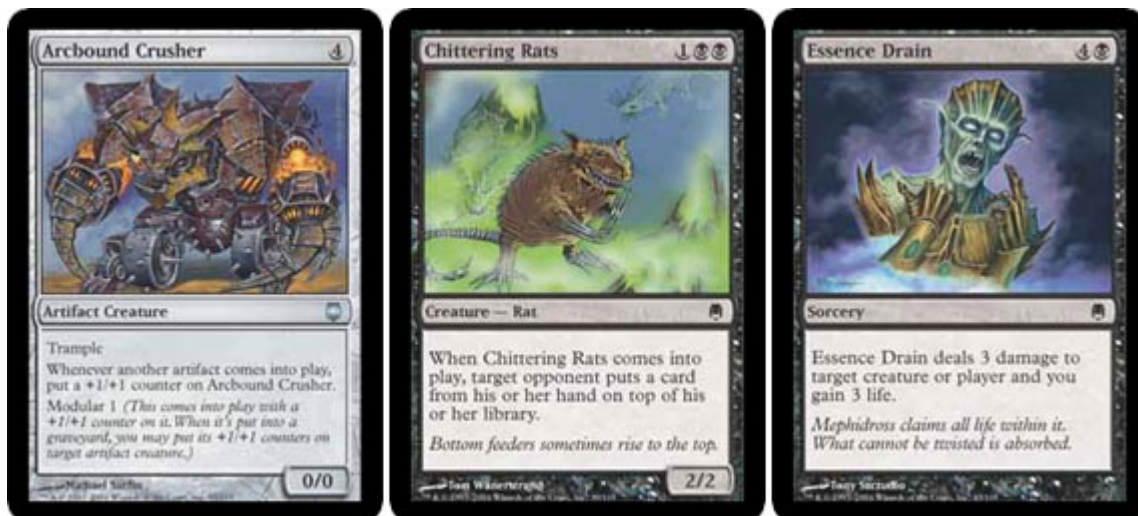 Arcbound Crusher 4
Artifact Creature
Trample
Whenever another artifact comes into play,
put a +1/+1 counter on Arcbound Crusher.
Modular 1 (This comes into play with a
+1/+1 counter on it. When it's put into a
graveyard, you may put its +1/+1 counters on
target artifact creature.)
0/0
Chittering Rats 1
Creature — Rat
When Chittering Rats comes into
play, target opponent puts a card
from his or her hand on top of his
or her library.
Bottom feeders sometimes rise to the top.
Tom
2/2
Essence Drain 4
Sorcery
Essence Drain deals 3 damage to
target creature or player and you
gain 3 life.
Mephidross claims all life within it.
What cannot be twisted is absorbed.
Tony